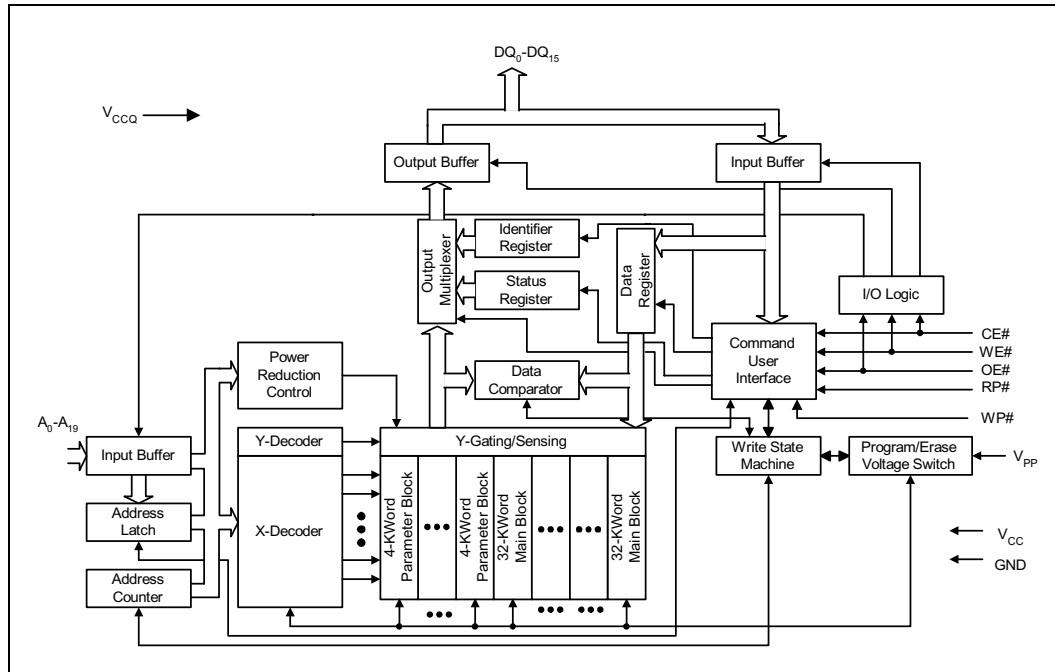 DQ0-DQ15
VCCQ
Output Buffer
Input Buffer
Output
Multiplexer
Identifier
Register
Status
Register
Data
Register
I/O Logic
Command
User
Interface
CE#
WE#
OE#
RP#
WP#
Power
Reduction
Control
Data
Comparator
A0-A19
Input Buffer
Y-Decoder
Y-Gating/Sensing
Write State
Machine
Program/Erase
Voltage Switch
VPP
Address
Latch
X-Decoder
4-KWord
Parameter Block
4-KWord
Parameter Block
32-KWord
Main Block
32-KWord
Main Block
VCC
GND
Address
Counter